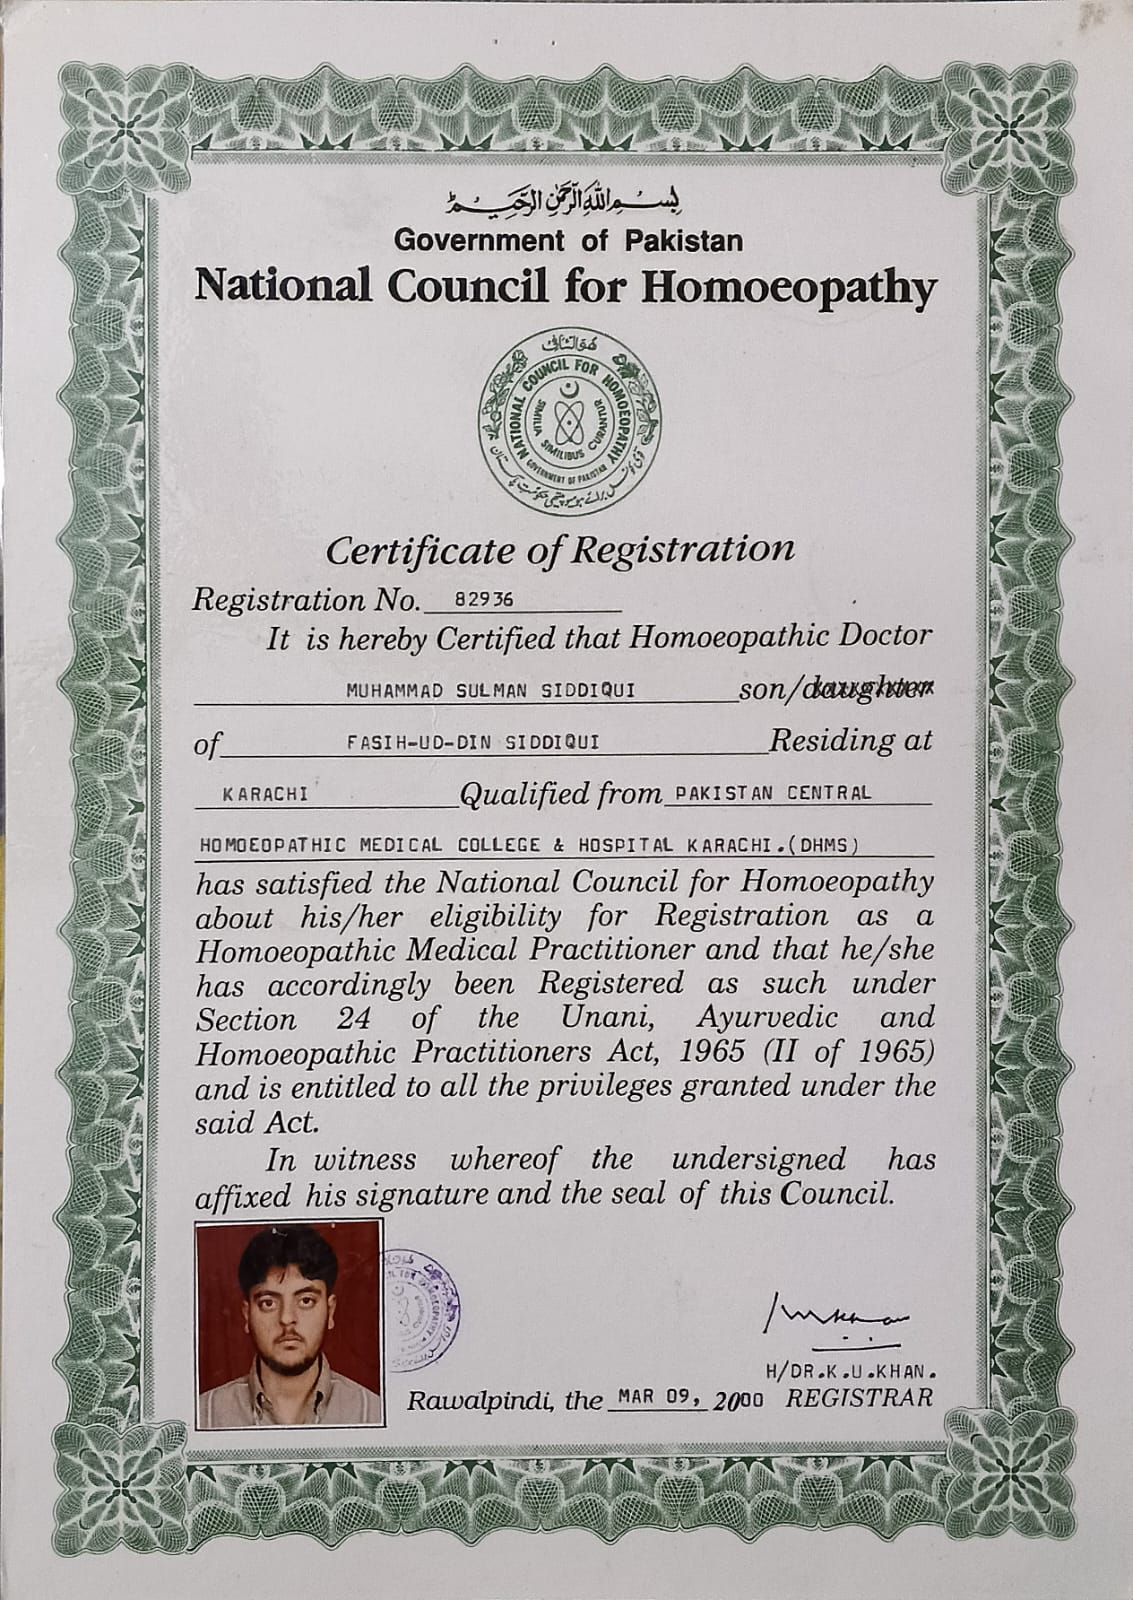 بسم الله الرحمن الرحيم
Government of Pakistan
National Council for Homoeopathy
هوالشافی
NATIONAL COUNCIL FOR HOMOEOPATHY
SIMILIA SIMILIBUS CURANTUR
GOVERNMENT OF PAKISTAN
قومی کونسل برائے ہومیوپیتھی حکومت پاکستان
Certificate of Registration
Registration No. 82936
It is hereby Certified that Homoeopathic Doctor
MUHAMMAD SULMAN SIDDIQUI son/daughter
of FASIH-UD-DIN SIDDIQUI Residing at
KARACHI Qualified from PAKISTAN CENTRAL
HOMOEOPATHIC MEDICAL COLLEGE & HOSPITAL KARACHI.(DHMS)
has satisfied the National Council for Homoeopathy
about his/her eligibility for Registration as a
Homoeopathic Medical Practitioner and that he/she
has accordingly been Registered as such under
Section 24 of the Unani, Ayurvedic and
Homoeopathic Practitioners Act, 1965 (II of 1965)
and is entitled to all the privileges granted under the
said Act.
In witness whereof the undersigned has
affixed his signature and the seal of this Council.
H/DR.K.U.KHAN.
Rawalpindi, the MAR 09, 2000 REGISTRAR